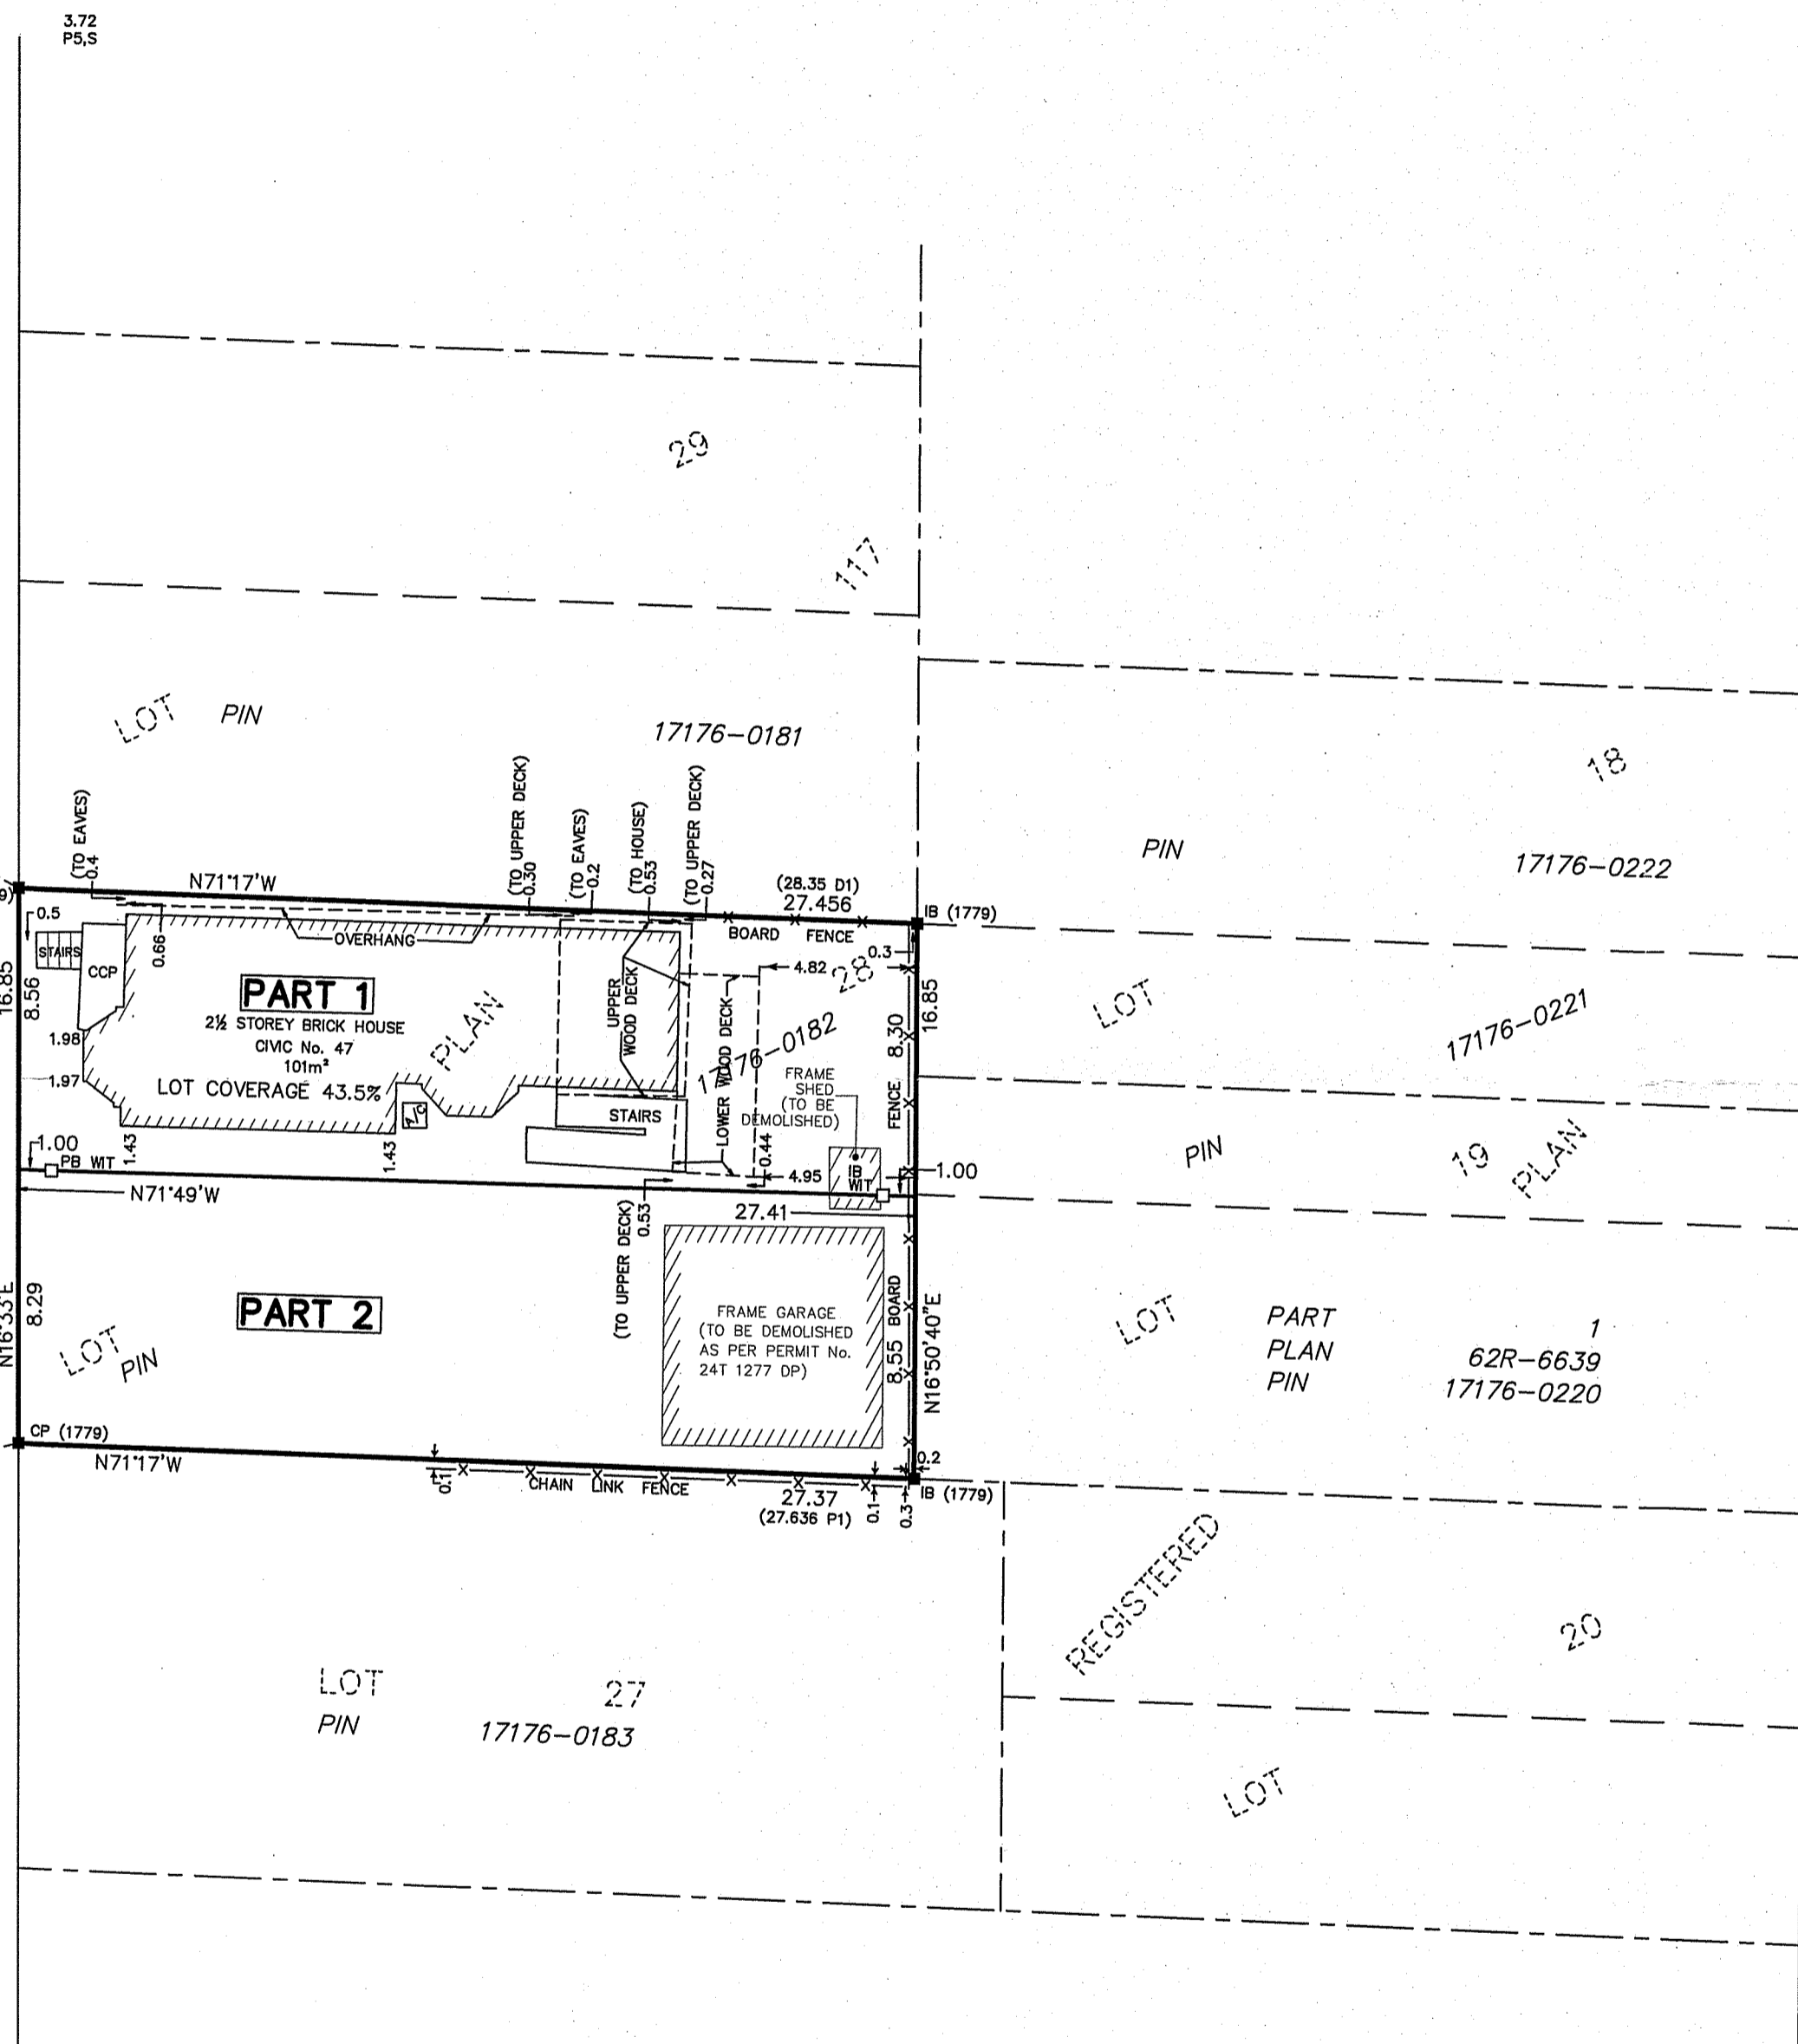 3.72
P5,S
29
117
LOT PIN
17176-0181
18
PIN
17176-0222
(TO EAVES)
0.4
N71°17'W
(TO UPPER DECK)
0.30
(TO EAVES)
0.2
(TO HOUSE)
0.53
(TO UPPER DECK)
0.27
(28.35 D1)
27.456
IB (1779)
9)
0.5
STAIRS
CCP
0.66
OVERHANG
BOARD FENCE
0.3
4.82
28
16.85
8.56
PART 1
2½ STOREY BRICK HOUSE
CIVIC No. 47
101m²
LOT COVERAGE 43.5%
PLAN
1.98
1.97
UPPER
WOOD DECK
LOWER WOOD DECK
17176-0182
8.30
16.85
LOT
17176-0221
FRAME
SHED
(TO BE
DEMOLISHED)
FENCE
A/C
STAIRS
1.00
PB WIT
1.43
1.43
0.44
4.95
IB
WIT
1.00
PIN
19
PLAN
N71°49'W
27.41
(TO UPPER DECK)
0.53
N16°33'E
8.29
PART 2
LOT
PIN
FRAME GARAGE
(TO BE DEMOLISHED
AS PER PERMIT No.
24T 1277 DP)
BOARD
8.55
N16°50'40"E
LOT
PART 1
PLAN 62R-6639
PIN 17176-0220
CP (1779)
N71°17'W
0.1
CHAIN LINK FENCE
27.37
(27.636 P1)
0.1
0.3
0.2
IB (1779)
REGISTERED
20
LOT 27
PIN 17176-0183
LOT